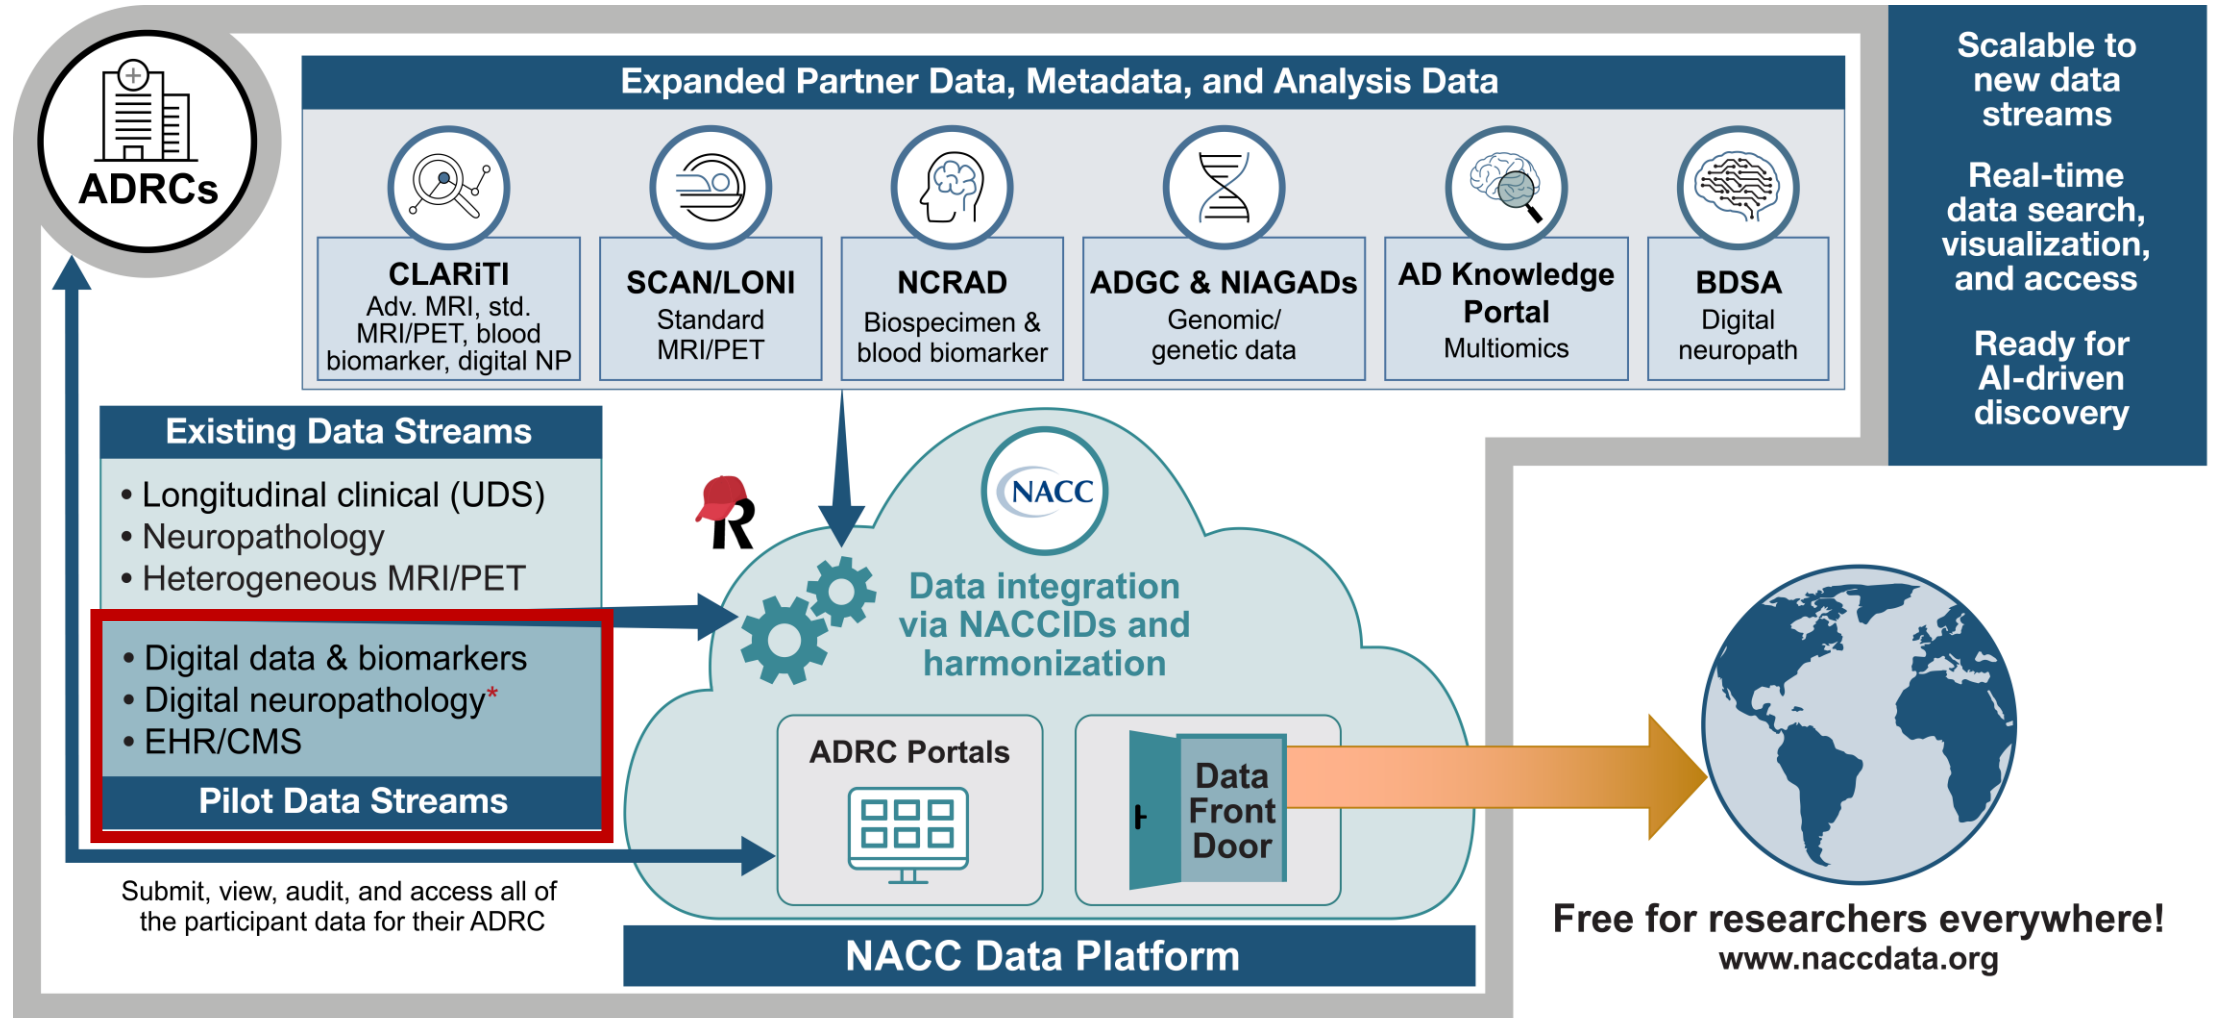 ADRCs
Expanded Partner Data, Metadata, and Analysis Data
CLARiTI
Adv. MRI, std.
MRI/PET, blood
biomarker, digital NP
SCAN/LONI
Standard
MRI/PET
NCRAD
Biospecimen &
blood biomarker
ADGC & NIAGADs
Genomic/
genetic data
AD Knowledge
Portal
Multiomics
BDSA
Digital
neuropath
Scalable to
new data
streams
Real-time
data search,
visualization,
and access
Ready for
AI-driven
discovery
Existing Data Streams
• Longitudinal clinical (UDS)
• Neuropathology
• Heterogeneous MRI/PET
• Digital data & biomarkers
• Digital neuropathology*
• EHR/CMS
Pilot Data Streams
Submit, view, audit, and access all of
the participant data for their ADRC
R
NACC
Data integration
via NACCIDs and
harmonization
ADRC Portals
Data
Front
Door
NACC Data Platform
Free for researchers everywhere!
www.naccdata.org